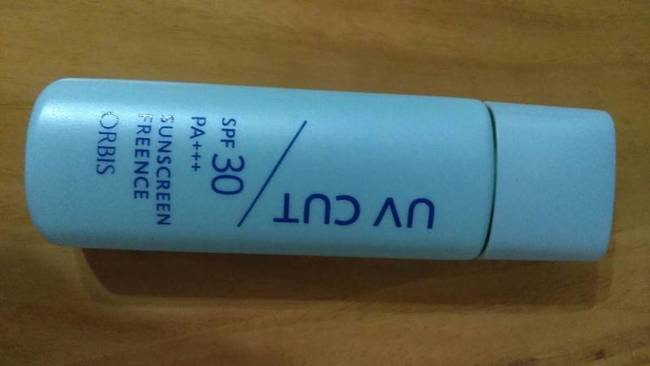 UV CUT
SPF 30
PA+++
SUNSCREEN
FREENCE
ORBIS